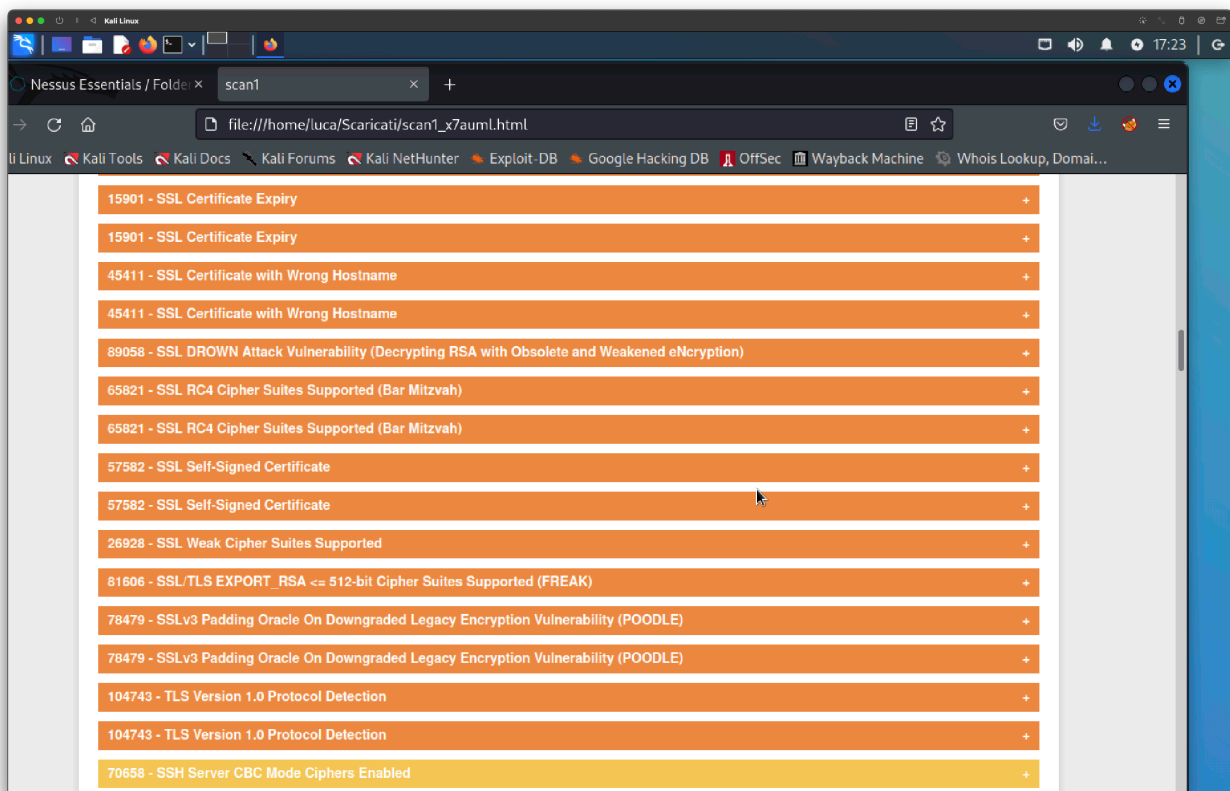 Kali Linux
17:23
Nessus Essentials / Folde
scan1
file:///home/luca/Scaricati/scan1_x7auml.html
li Linux Kali Tools Kali Docs Kali Forums Kali NetHunter Exploit-DB Google Hacking DB OffSec Wayback Machine Whois Lookup, Domai…
15901 - SSL Certificate Expiry +
15901 - SSL Certificate Expiry +
45411 - SSL Certificate with Wrong Hostname +
45411 - SSL Certificate with Wrong Hostname +
89058 - SSL DROWN Attack Vulnerability (Decrypting RSA with Obsolete and Weakened eNcryption) +
65821 - SSL RC4 Cipher Suites Supported (Bar Mitzvah) +
65821 - SSL RC4 Cipher Suites Supported (Bar Mitzvah) +
57582 - SSL Self-Signed Certificate +
57582 - SSL Self-Signed Certificate +
26928 - SSL Weak Cipher Suites Supported +
81606 - SSL/TLS EXPORT_RSA <= 512-bit Cipher Suites Supported (FREAK) +
78479 - SSLv3 Padding Oracle On Downgraded Legacy Encryption Vulnerability (POODLE) +
78479 - SSLv3 Padding Oracle On Downgraded Legacy Encryption Vulnerability (POODLE) +
104743 - TLS Version 1.0 Protocol Detection +
104743 - TLS Version 1.0 Protocol Detection +
70658 - SSH Server CBC Mode Ciphers Enabled +